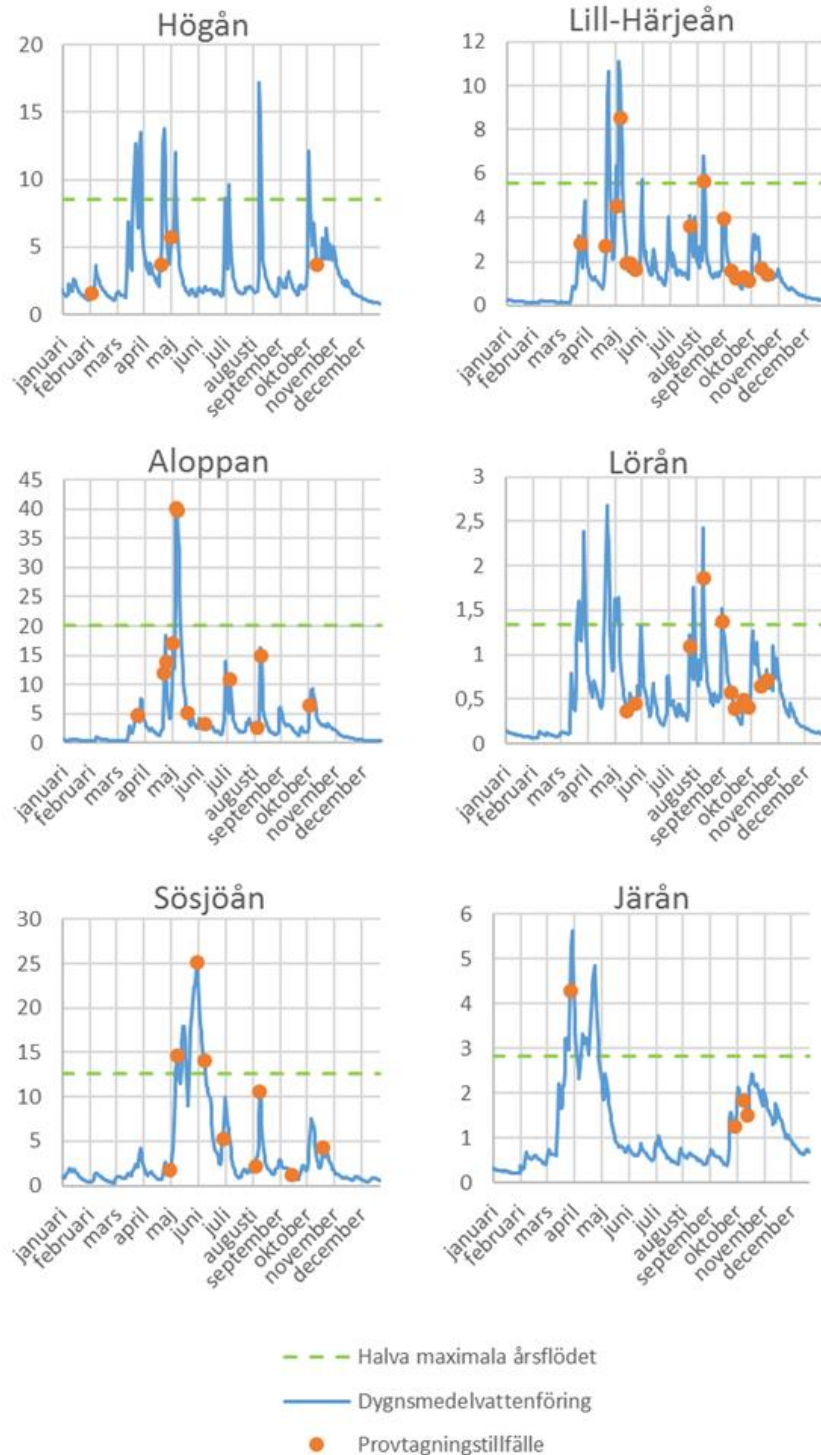 Högån
20
15
10
5
0
januari
februari
mars
april
maj
juni
juli
augusti
september
oktober
november
december
Lill-Härjeån
12
10
8
6
4
2
0
januari
februari
mars
april
maj
juni
juli
augusti
september
oktober
november
december
Aloppan
45
40
35
30
25
20
15
10
5
0
januari
februari
mars
april
maj
juni
juli
augusti
september
oktober
november
december
Lörån
3
2,5
2
1,5
1
0,5
0
januari
februari
mars
april
maj
juni
juli
augusti
september
oktober
november
december
Sösjöån
30
25
20
15
10
5
0
januari
februari
mars
april
maj
juni
juli
augusti
september
oktober
november
december
Järån
6
5
4
3
2
1
0
januari
februari
mars
april
maj
juni
juli
augusti
september
oktober
november
december
Halva maximala årsflödet
Dygnsmedelvattenföring
Provtagningstillfälle